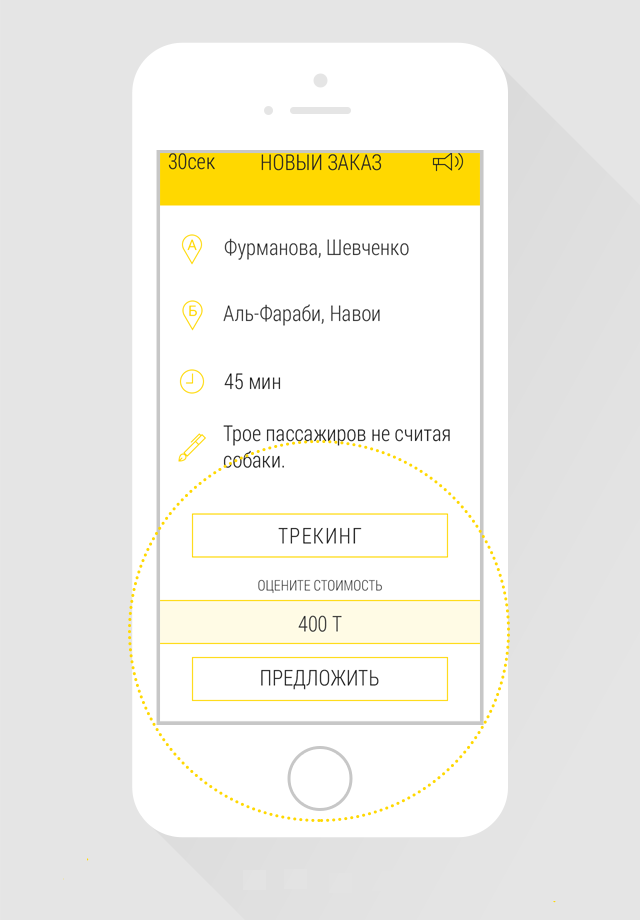 30сек
НОВЫЙ ЗАКАЗ
А
Фурманова, Шевченко
Б
Аль-Фараби, Навои
45 мин
Трое пассажиров не считая
собаки.
ТРЕКИНГ
ОЦЕНИТЕ СТОИМОСТЬ
400 Т
ПРЕДЛОЖИТЬ